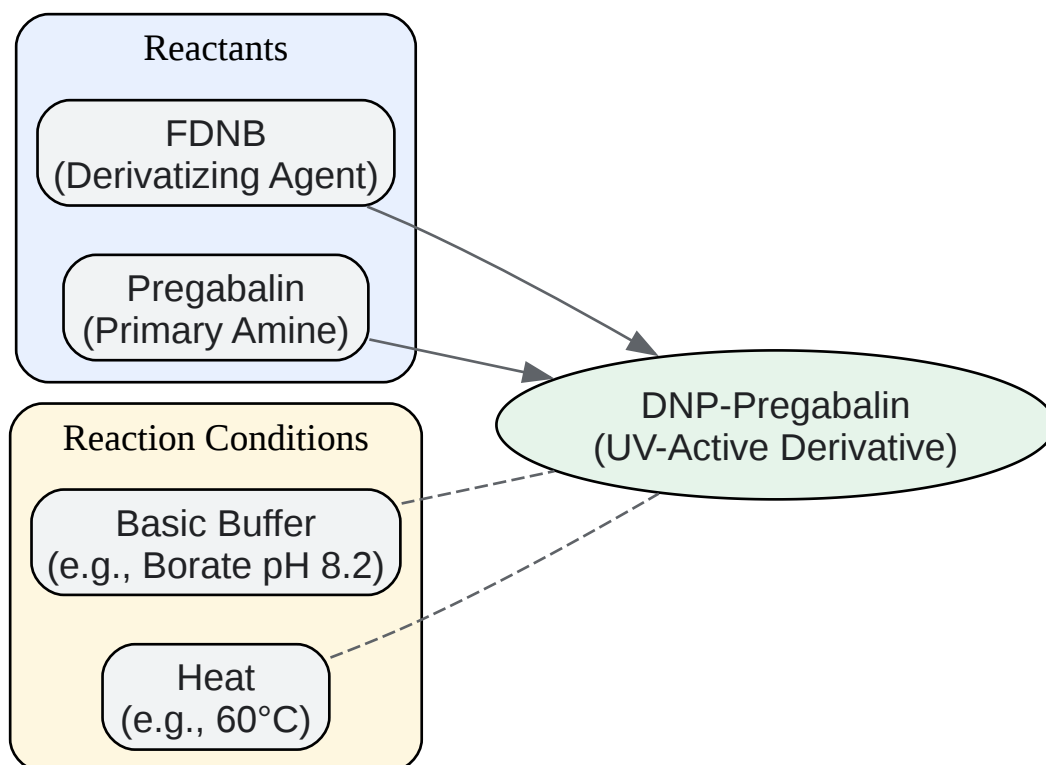 Reactants
FDNB
(Derivatizing Agent)
Pregabalin
(Primary Amine)
DNP-Pregabalin
(UV-Active Derivative)
Reaction Conditions
Basic Buffer
(e.g., Borate pH 8.2)
Heat
(e.g., 60°C)